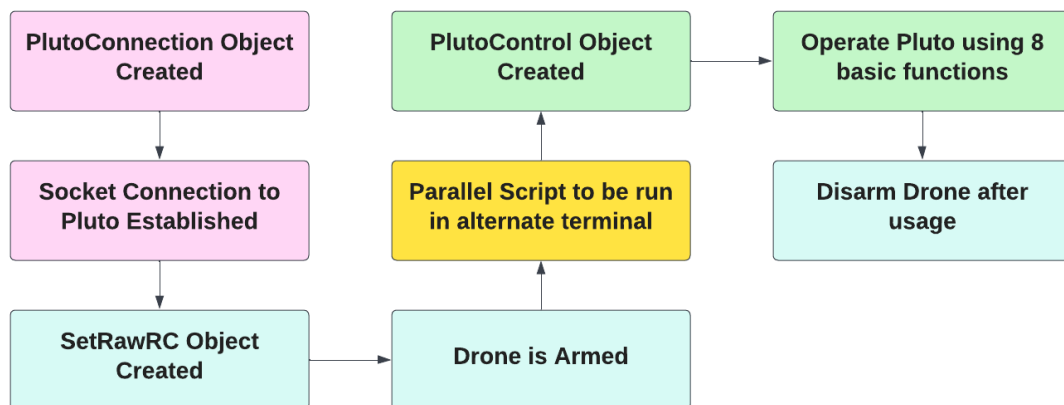 PlutoConnection Object
Created
Socket Connection to
Pluto Established
SetRawRC Object
Created
Drone is Armed
Parallel Script to be run
in alternate terminal
PlutoControl Object
Created
Operate Pluto using 8
basic functions
Disarm Drone after
usage